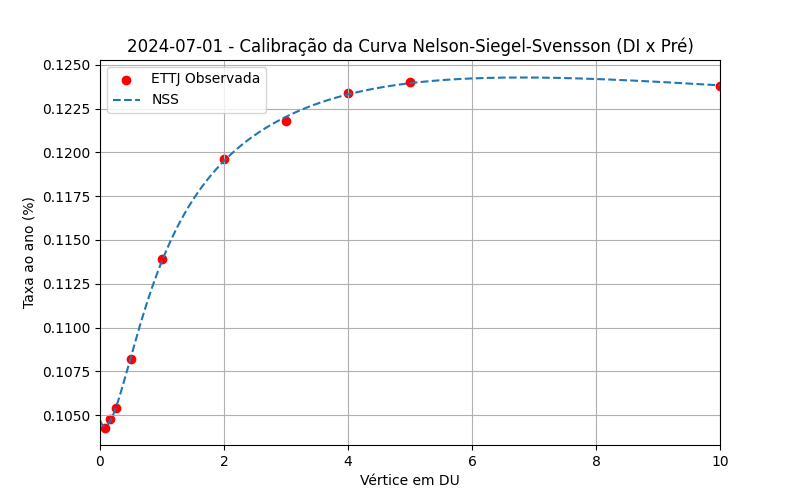 2024-07-01 - Calibração da Curva Nelson-Siegel-Svensson (DI x Pré)
ETTJ Observada
NSS
Taxa ao ano (%)
0.1250
0.1225
0.1200
0.1175
0.1150
0.1125
0.1100
0.1075
0.1050
0 2 4 6 8 10
Vértice em DU